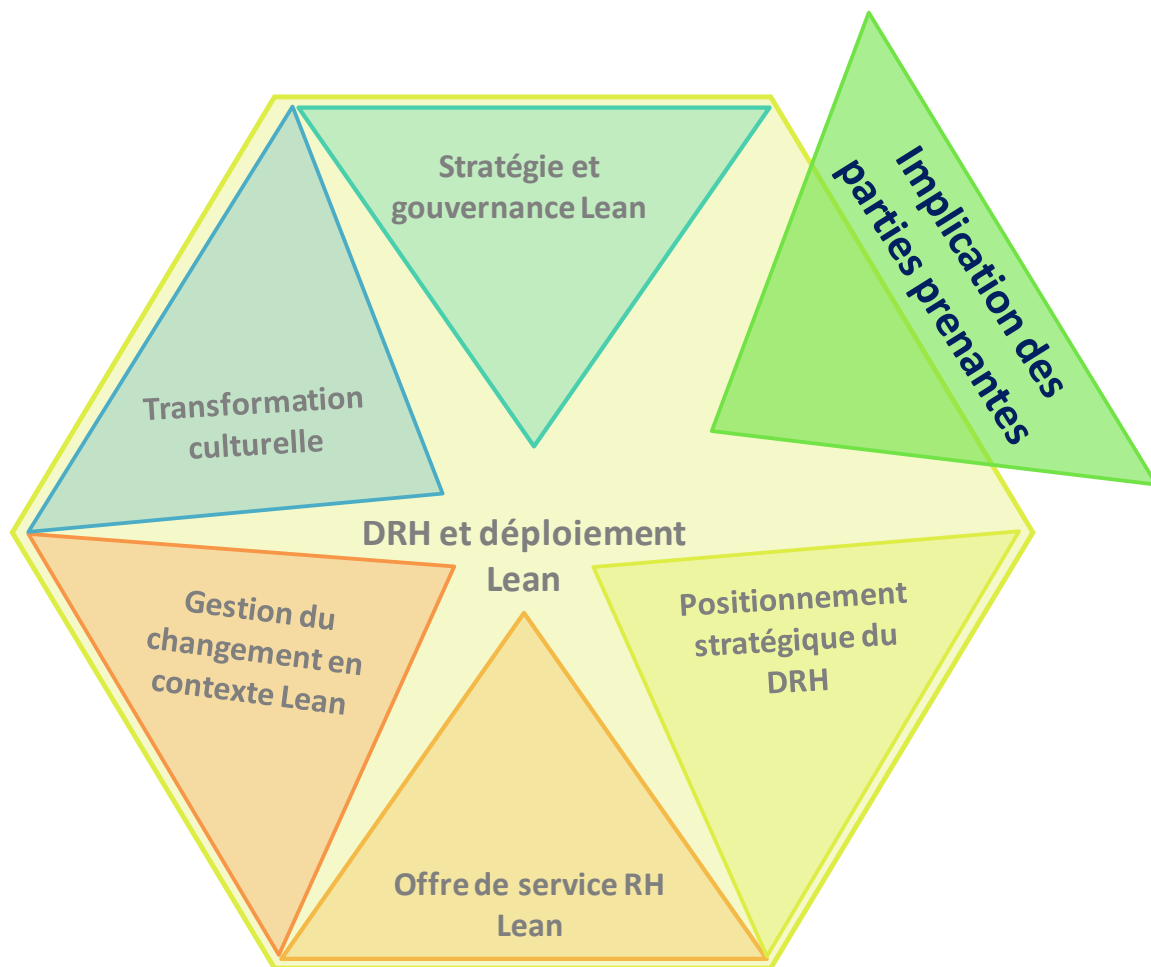 Stratégie et
gouvernance Lean
Implication des
parties prenantes
Transformation
culturelle
DRH et déploiement
Lean
Gestion du
changement en
contexte Lean
Positionnement
stratégique du
DRH
Offre de service RH
Lean